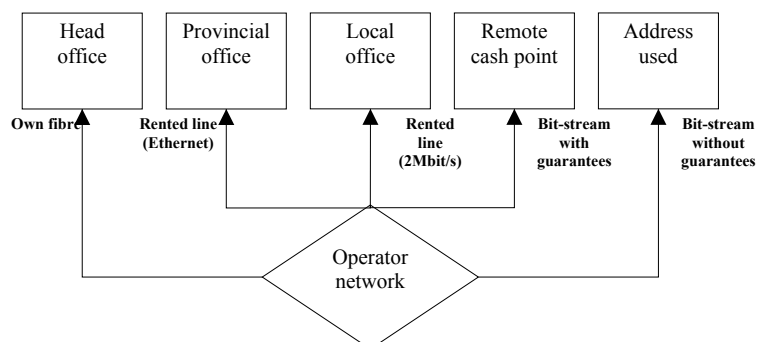 Head
office
Provincial
office
Local
office
Remote
cash point
Address
used
Own fibre
Rented line
(Ethernet)
Rented
line
(2Mbit/s)
Bit-stream
with
guarantees
Bit-stream
without
guarantees
Operator
network